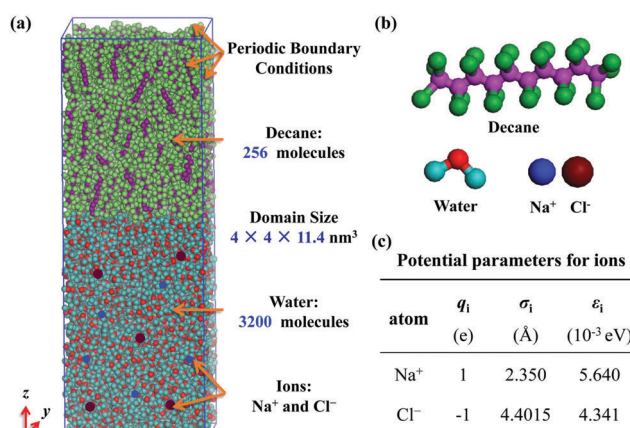 (a)
Periodic Boundary
Conditions
Decane:
256 molecules
Domain Size
4 × 4 × 11.4 nm³
Water:
3200 molecules
Ions:
Na⁺ and Cl⁻
z
y
(b)
Decane
Water
Na⁺
Cl⁻
(c)
Potential parameters for ions
atom qᵢ σᵢ εᵢ
(e) (Å) (10⁻³ eV)
Na⁺ 1 2.350 5.640
Cl⁻ -1 4.4015 4.341